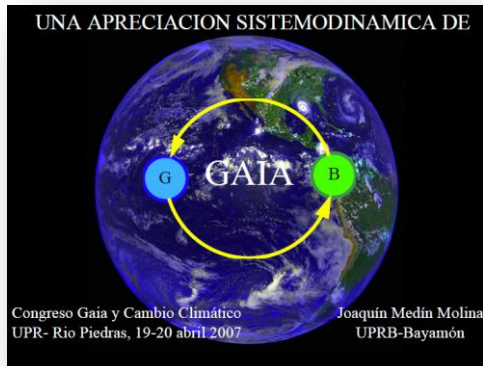 UNA APRECIACION SISTEMODINAMICA DE
G
GAIA
B
Congreso Gaia y Cambio Climático
UPR- Rio Piedras, 19-20 abril 2007
Joaquín Medín Molina
UPRB-Bayamón